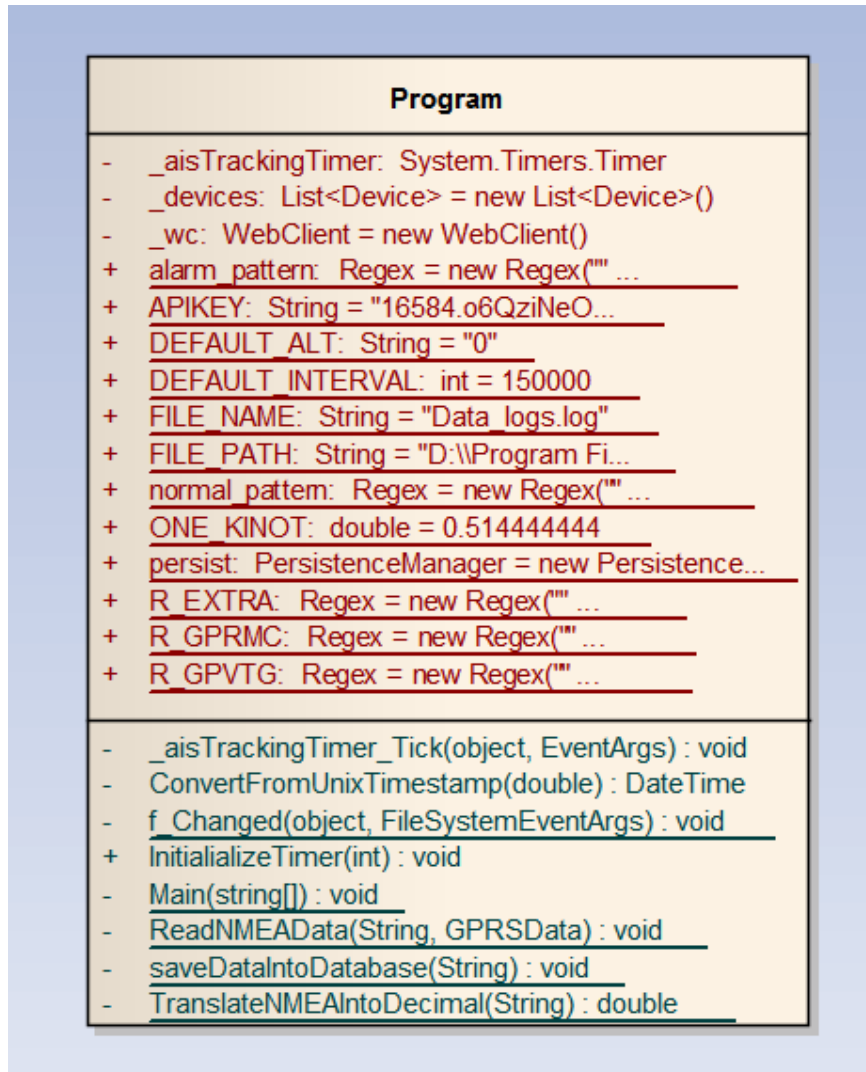 Program
- _aisTrackingTimer: System.Timers.Timer
- _devices: List<Device> = new List<Device>()
- _wc: WebClient = new WebClient()
+ alarm_pattern: Regex = new Regex("" ...
+ APIKEY: String = "16584.o6QziNeO...
+ DEFAULT_ALT: String = "0"
+ DEFAULT_INTERVAL: int = 150000
+ FILE_NAME: String = "Data_logs.log"
+ FILE_PATH: String = "D:\\Program Fi...
+ normal_pattern: Regex = new Regex("" ...
+ ONE_KINOT: double = 0.514444444
+ persist: PersistenceManager = new Persistence...
+ R_EXTRA: Regex = new Regex("" ...
+ R_GPRMC: Regex = new Regex("" ...
+ R_GPVTG: Regex = new Regex("" ...
- _aisTrackingTimer_Tick(object, EventArgs) : void
- ConvertFromUnixTimestamp(double) : DateTime
- f_Changed(object, FileSystemEventArgs) : void
+ InitialializeTimer(int) : void
- Main(string[]) : void
- ReadNMEAData(String, GPRSData) : void
- saveDataIntoDatabase(String) : void
- TranslateNMEAIntoDecimal(String) : double